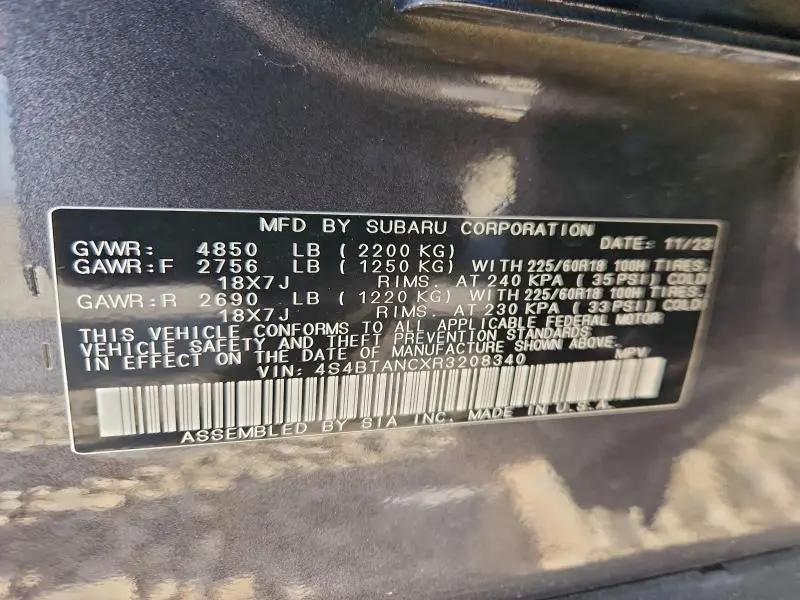 MFD BY SUBARU CORPORATION
GVWR: 4850 LB (2200 KG) DATE: 11/23
GAWR:F 2756 LB (1250 KG) WITH 225/60R18 100H TIRES.
18X7J RIMS. AT 240 KPA (35 PSI) COLD
GAWR:R 2690 LB (1220 KG) WITH 225/60R18 100H TIRES.
18X7J RIMS. AT 230 KPA (33 PSI) COLD
THIS VEHICLE CONFORMS TO ALL APPLICABLE FEDERAL MOTOR
VEHICLE SAFETY AND THEFT PREVENTION STANDARDS
IN EFFECT ON THE DATE OF MANUFACTURE SHOWN ABOVE.
VIN: 4S4BTANCXR3208340 MPV
ASSEMBLED BY SIA INC. MADE IN U.S.A.